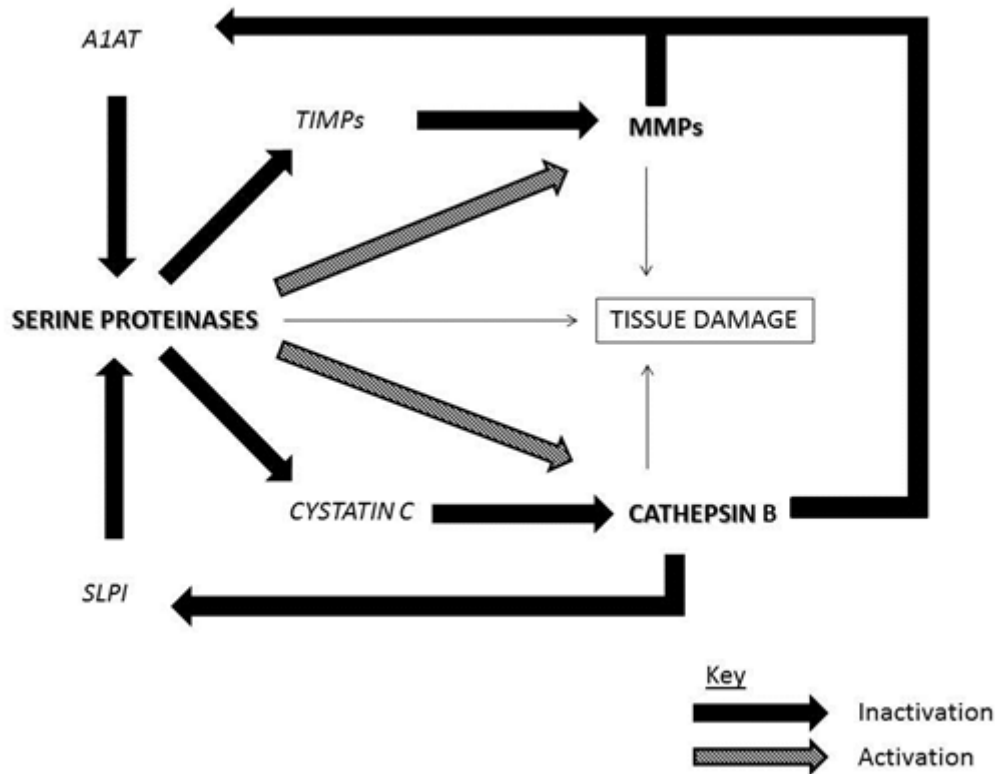 A1AT
TIMPs
MMPs
SERINE PROTEINASES
TISSUE DAMAGE
CYSTATIN C
CATHEPSIN B
SLPI
Key
Inactivation
Activation